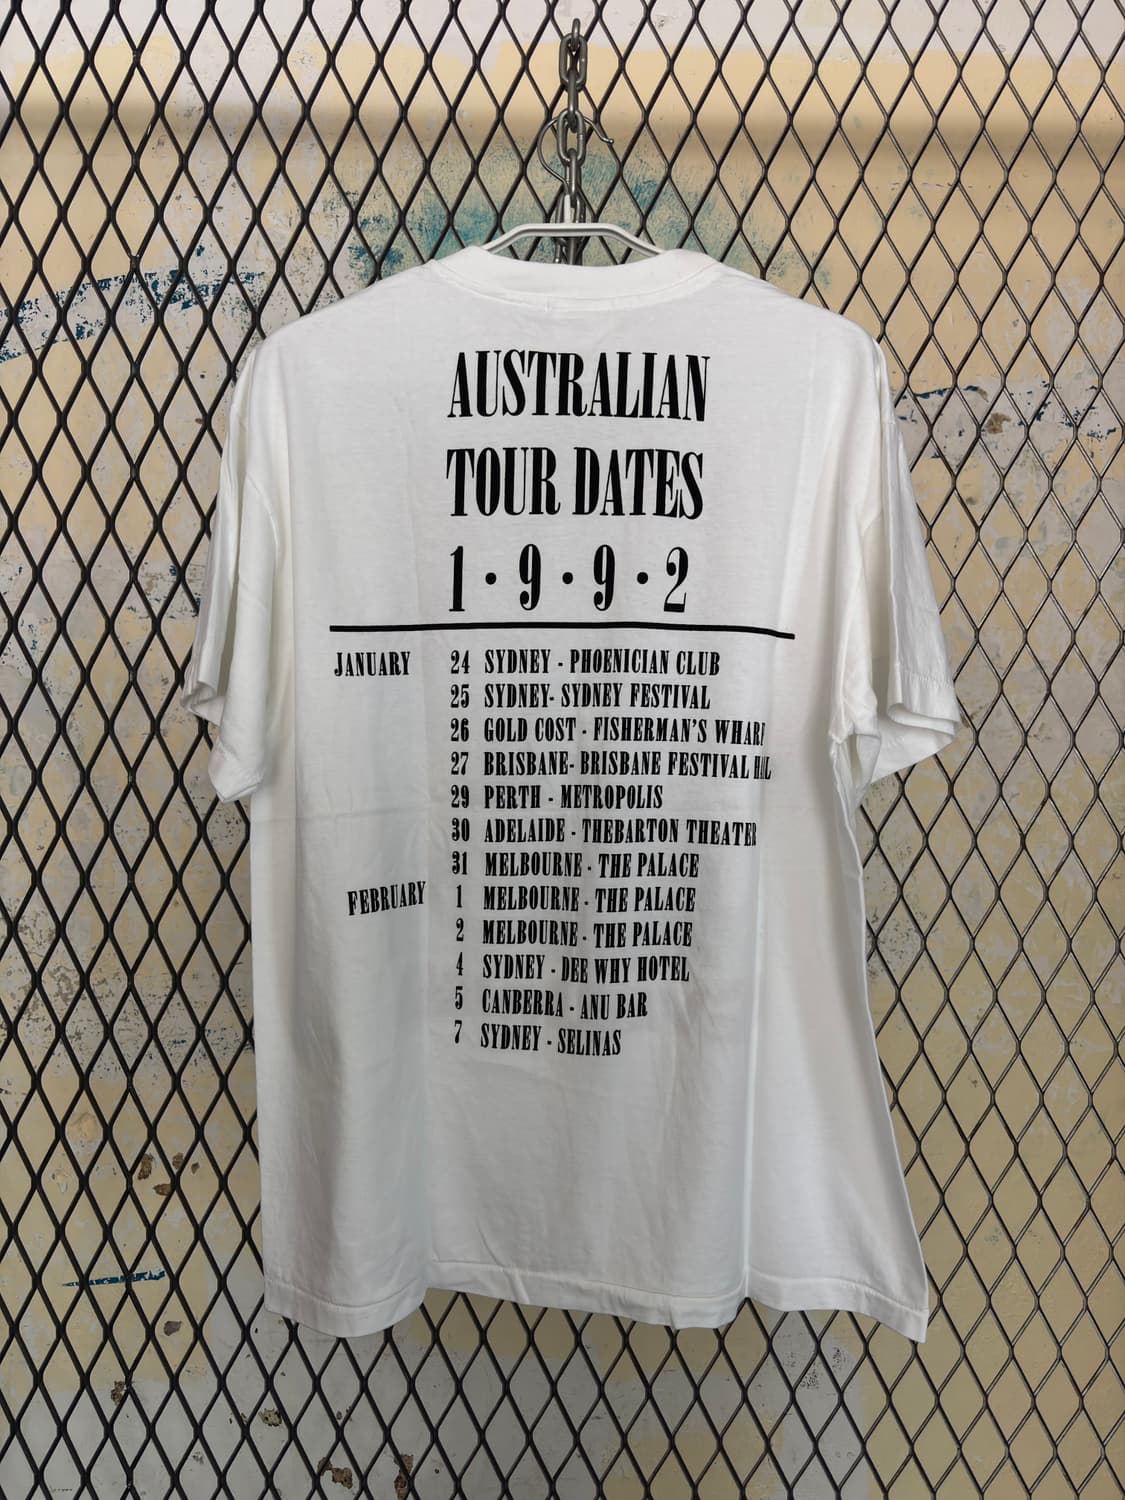 AUSTRALIAN
TOUR DATES
1·9·9·2
JANUARY 24 SYDNEY - PHOENICIAN CLUB
25 SYDNEY- SYDNEY FESTIVAL
26 GOLD COST - FISHERMAN'S WHARF
27 BRISBANE- BRISBANE FESTIVAL
29 PERTH - METROPOLIS
30 ADELAIDE - THEBARTON THEATER
31 MELBOURNE - THE PALACE
FEBRUARY 1 MELBOURNE - THE PALACE
2 MELBOURNE - THE PALACE
4 SYDNEY - DEE WHY HOTEL
5 CANBERRA - ANU BAR
7 SYDNEY - SELINAS